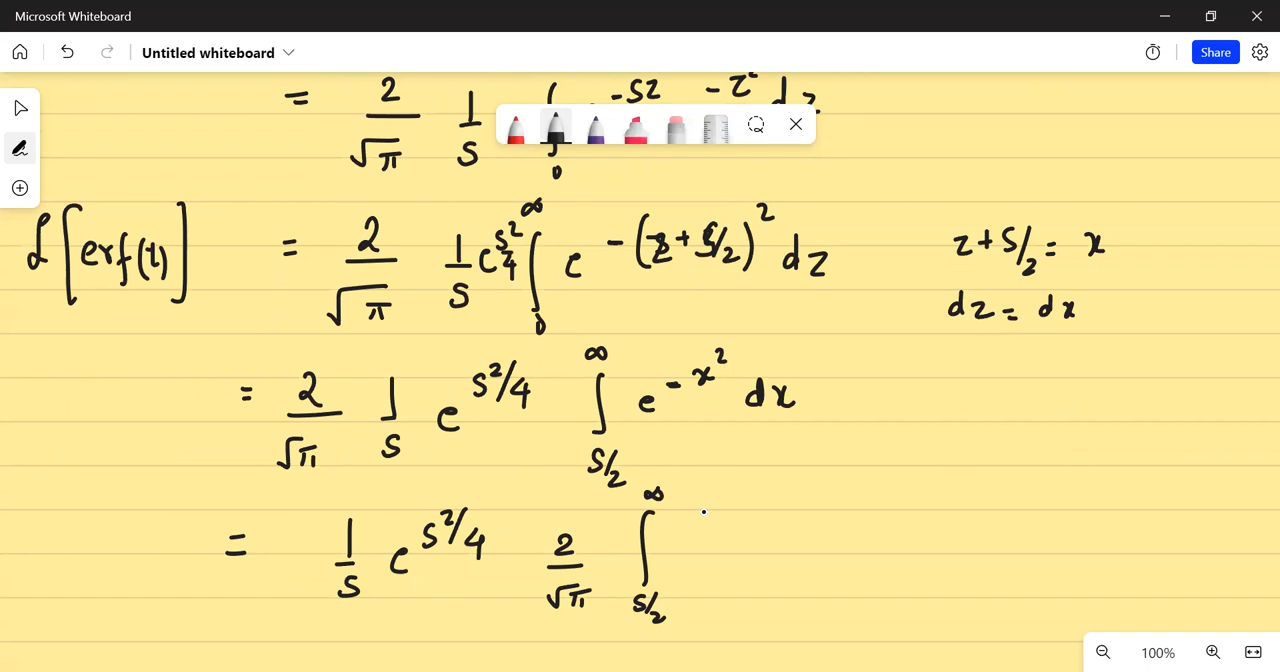 Microsoft Whiteboard
Untitled whiteboard
Share
= 2/√π 1/s ∫₀ -sz -z² dz
L[erf(t)] = 2/√π 1/s e^(s²/4) ∫₀^∞ e^-(z+s/2)² dz z+s/2 = x
dz = dx
= 2/√π 1/s e^(s²/4) ∫_(s/2)^∞ e^-x² dx
= 1/s e^(s²/4) 2/√π ∫_(s/2)^∞
100%